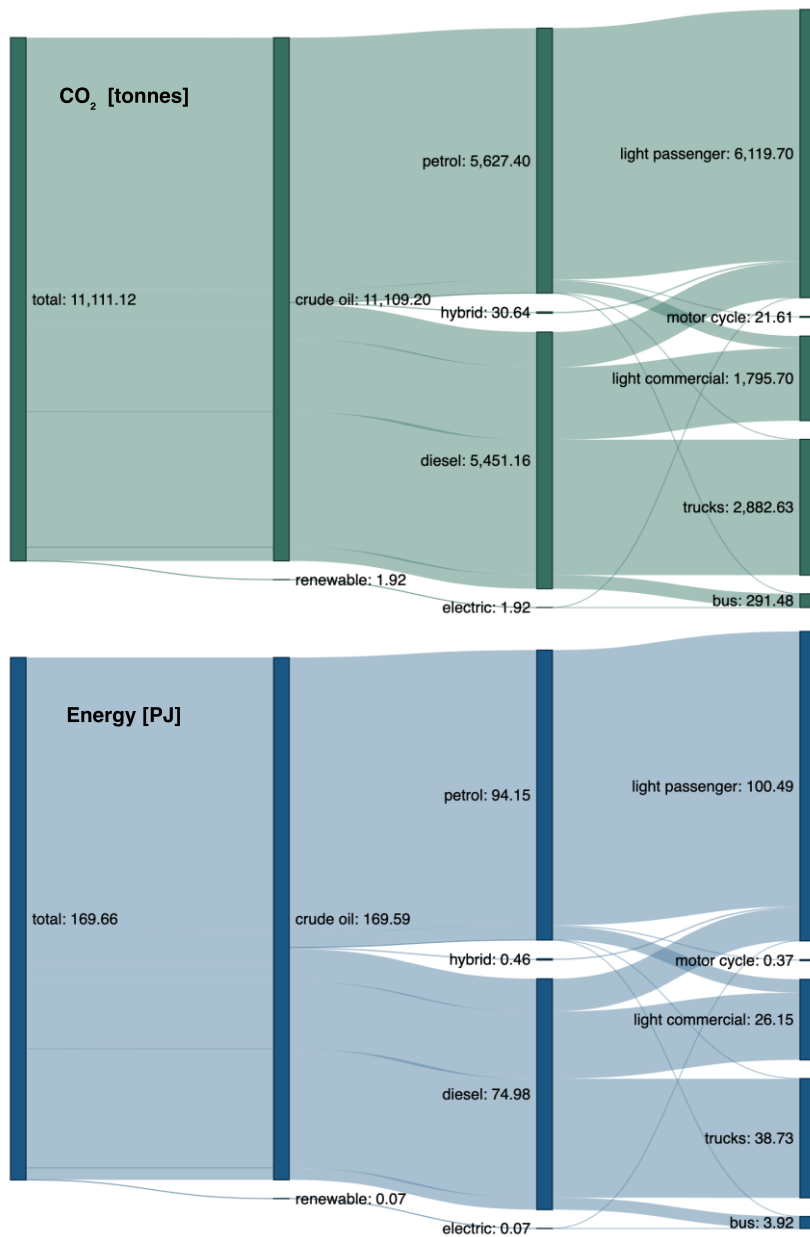 CO₂ [tonnes]
light passenger: 6,119.70
petrol: 5,627.40
total: 11,111.12
crude oil: 11,109.20
hybrid: 30.64
motor cycle: 21.61
light commercial: 1,795.70
diesel: 5,451.16
trucks: 2,882.63
renewable: 1.92
bus: 291.48
electric: 1.92
Energy [PJ]
light passenger: 100.49
petrol: 94.15
total: 169.66
crude oil: 169.59
hybrid: 0.46
motor cycle: 0.37
light commercial: 26.15
diesel: 74.98
trucks: 38.73
renewable: 0.07
bus: 3.92
electric: 0.07